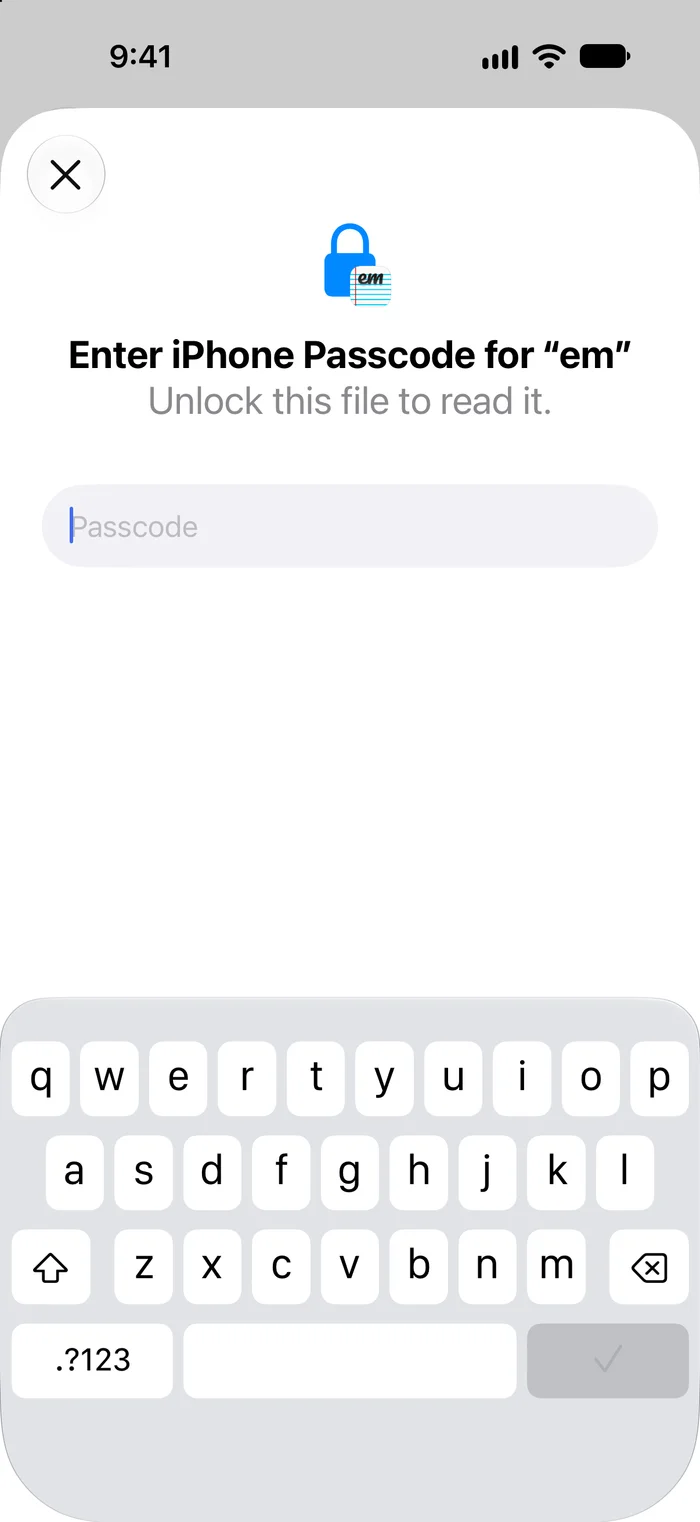 9:41
em
Enter iPhone Passcode for “em”
Unlock this file to read it.
Passcode
q w e r t y u i o p
a s d f g h j k l
z x c v b n m
.?123